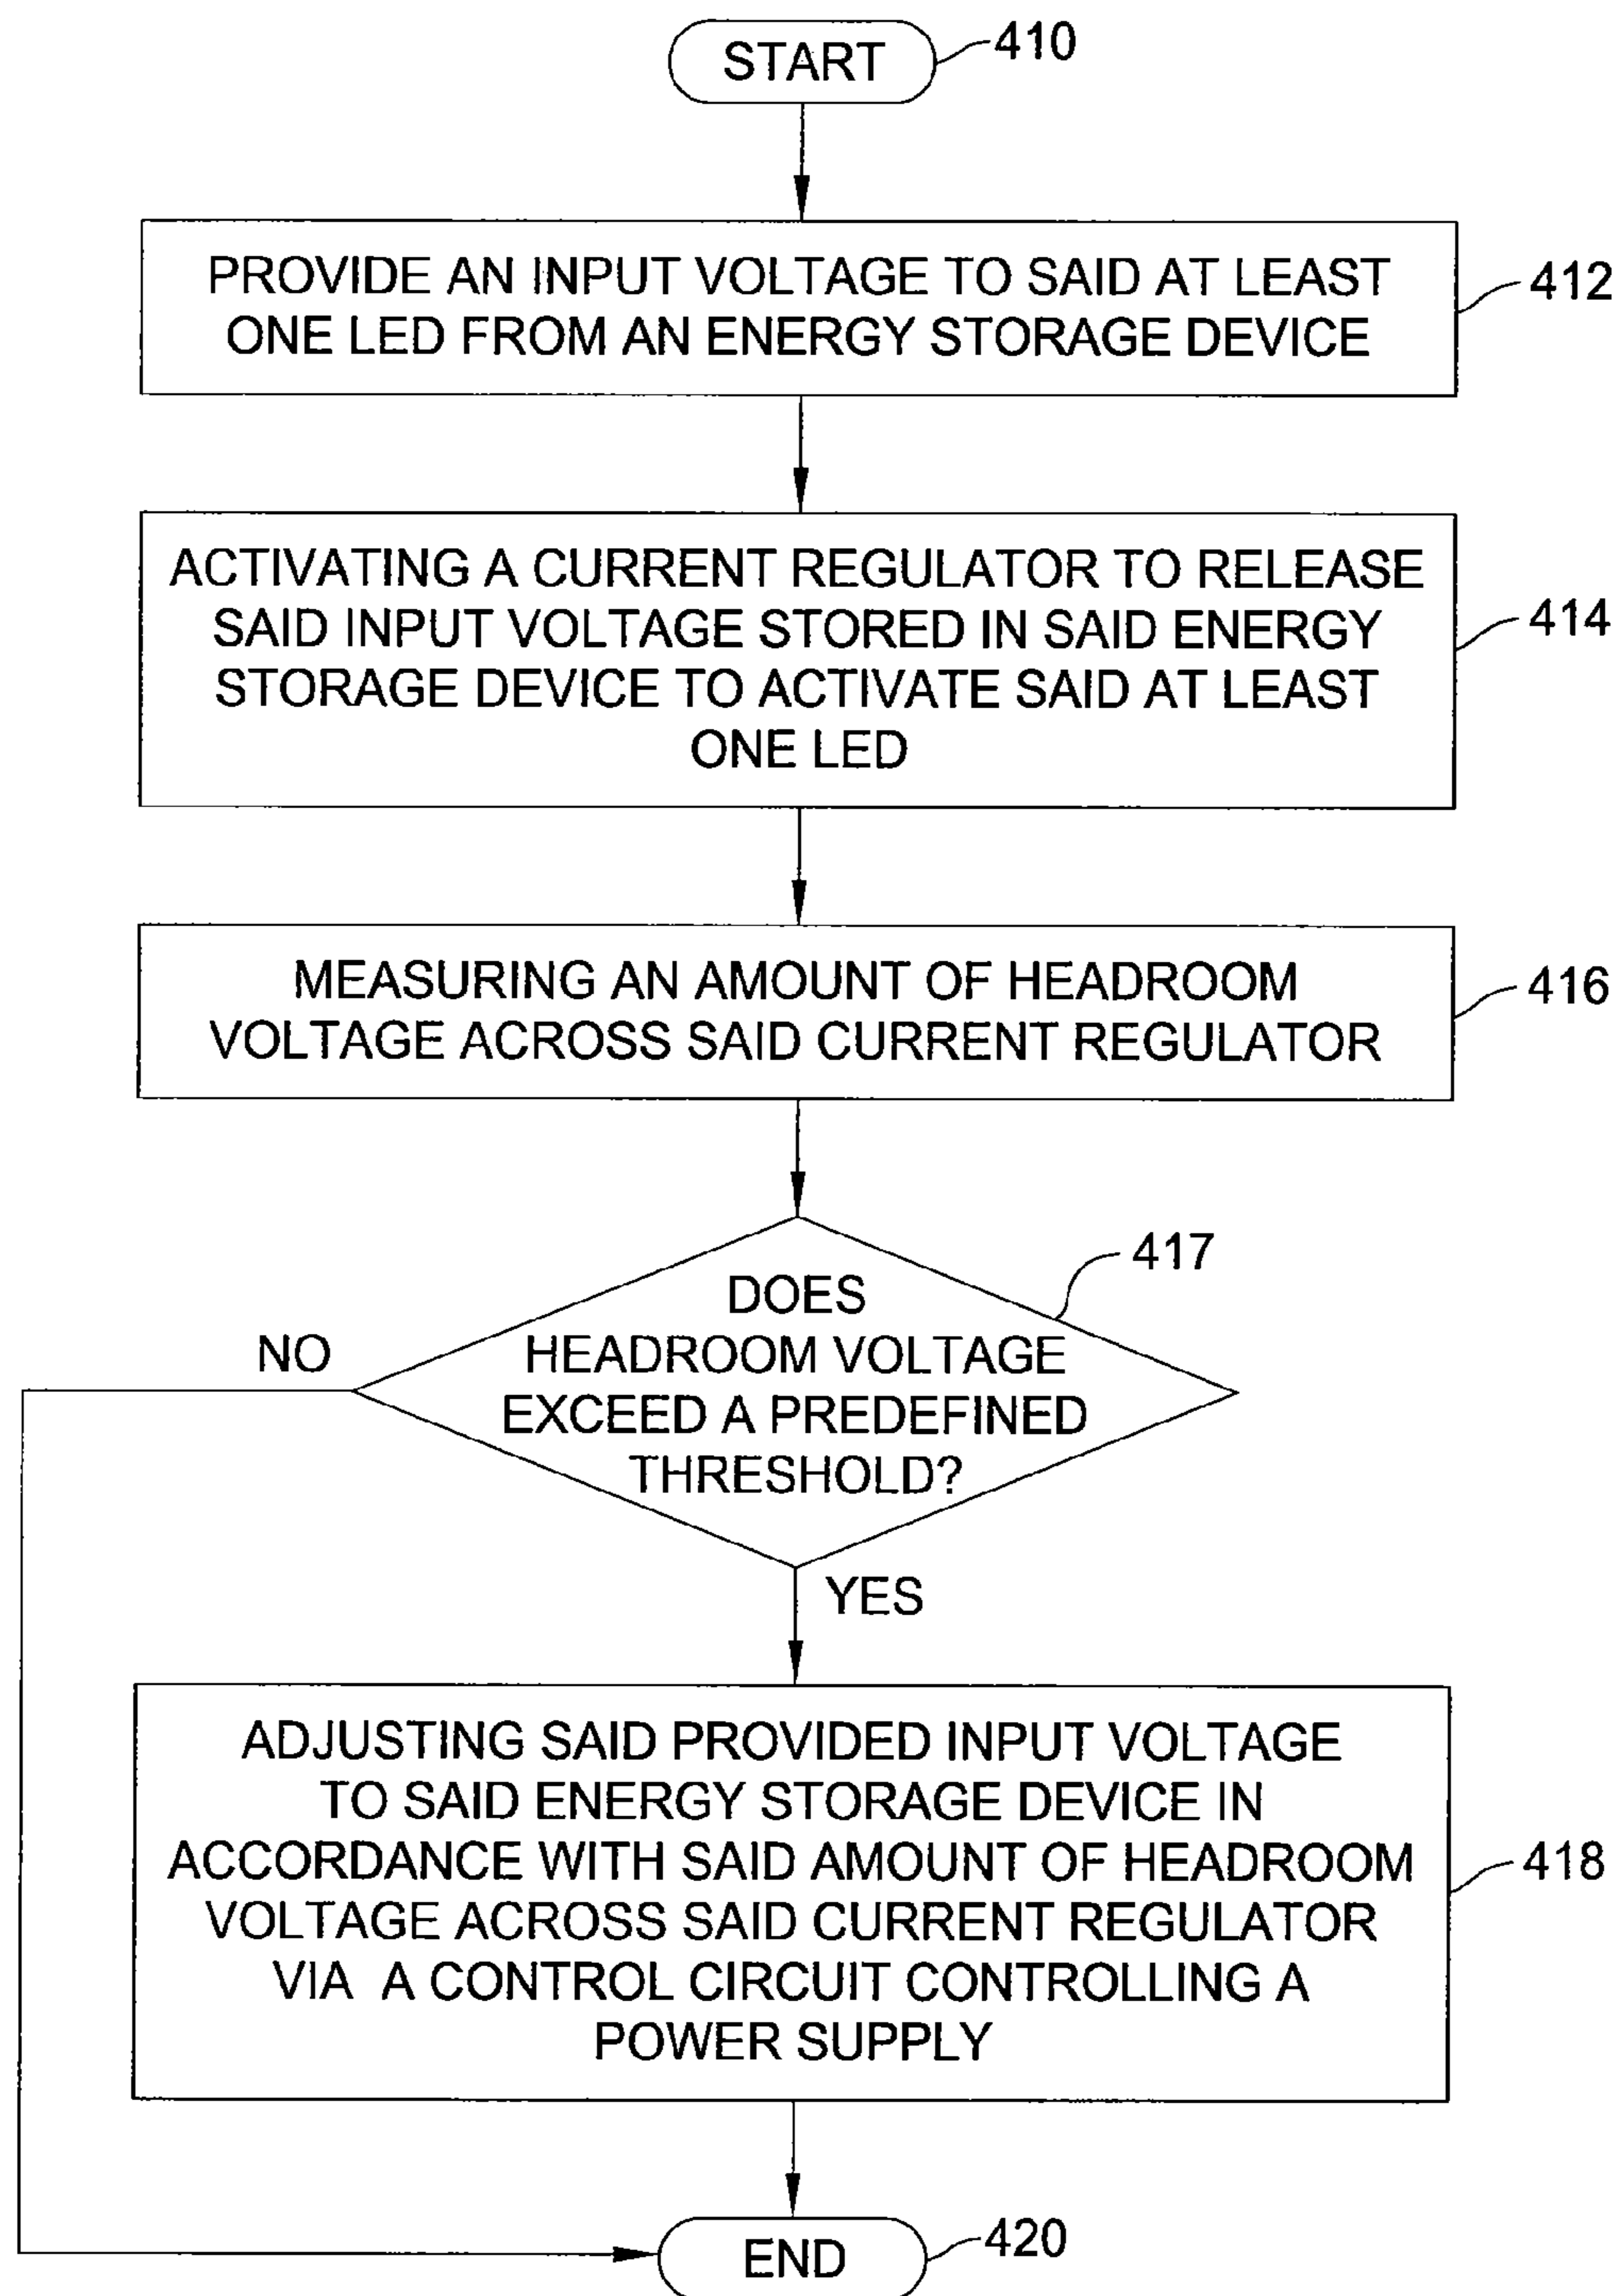 START
410
PROVIDE AN INPUT VOLTAGE TO SAID AT LEAST
ONE LED FROM AN ENERGY STORAGE DEVICE
412
ACTIVATING A CURRENT REGULATOR TO RELEASE
SAID INPUT VOLTAGE STORED IN SAID ENERGY
STORAGE DEVICE TO ACTIVATE SAID AT LEAST
ONE LED
414
MEASURING AN AMOUNT OF HEADROOM
VOLTAGE ACROSS SAID CURRENT REGULATOR
416
417
DOES
HEADROOM VOLTAGE
EXCEED A PREDEFINED
THRESHOLD?
NO
YES
ADJUSTING SAID PROVIDED INPUT VOLTAGE
TO SAID ENERGY STORAGE DEVICE IN
ACCORDANCE WITH SAID AMOUNT OF HEADROOM
VOLTAGE ACROSS SAID CURRENT REGULATOR
VIA A CONTROL CIRCUIT CONTROLLING A
POWER SUPPLY
418
END
420